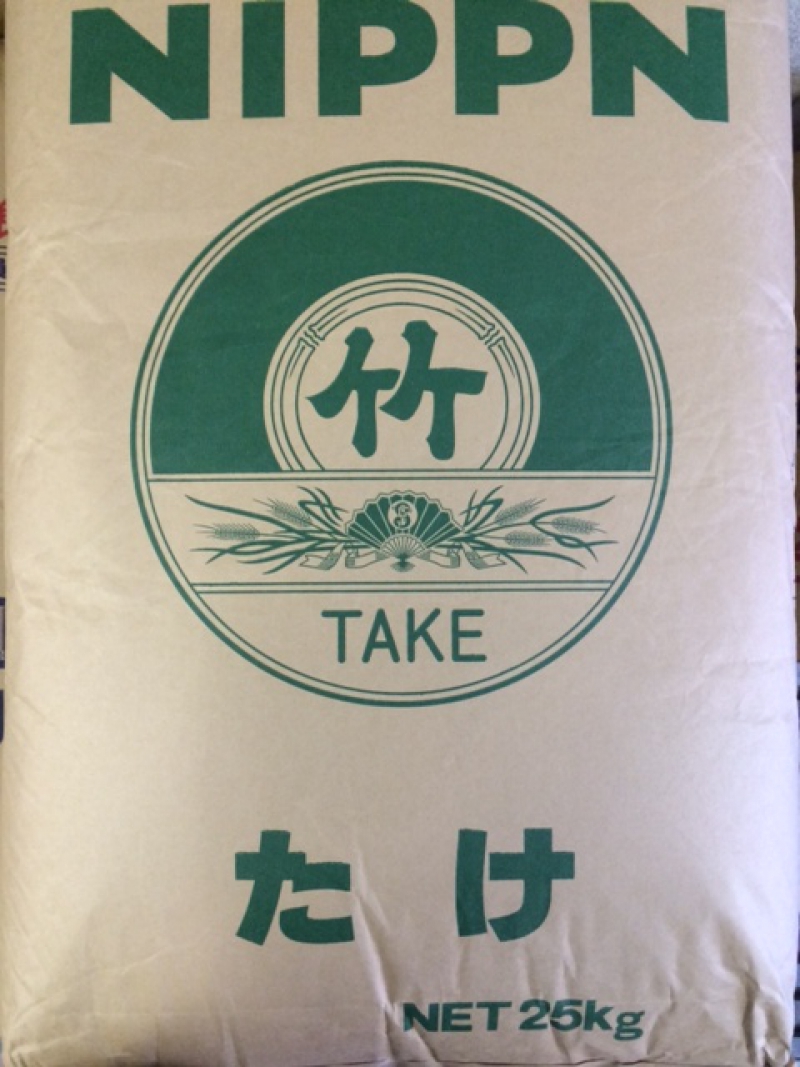 NIPPN
竹
TAKE
たけ
NET 25kg